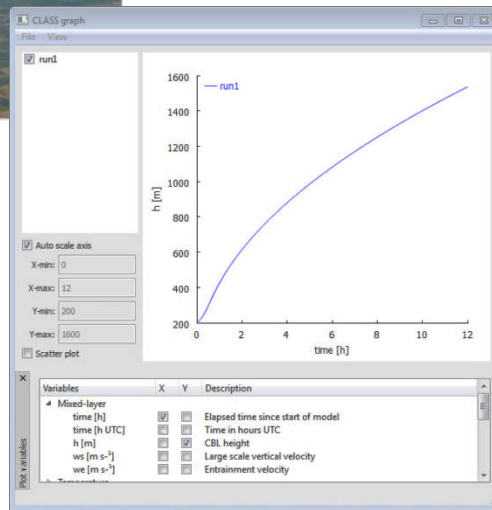 CLASS graph
File View
run1
Auto scale axis
X-min: 0
X-max: 12
Y-min: 200
Y-max: 1600
Scatter plot
1600
1400
1200
1000
800
600
400
200
h [m]
run1
0 2 4 6 8 10 12
time [h]
Plot variables
Variables X Y Description
Mixed-layer
time [h] Elapsed time since start of model
time [h UTC] Time in hours UTC
h [m] CBL height
ws [m s-¹] Large scale vertical velocity
we [m s-¹] Entrainment velocity